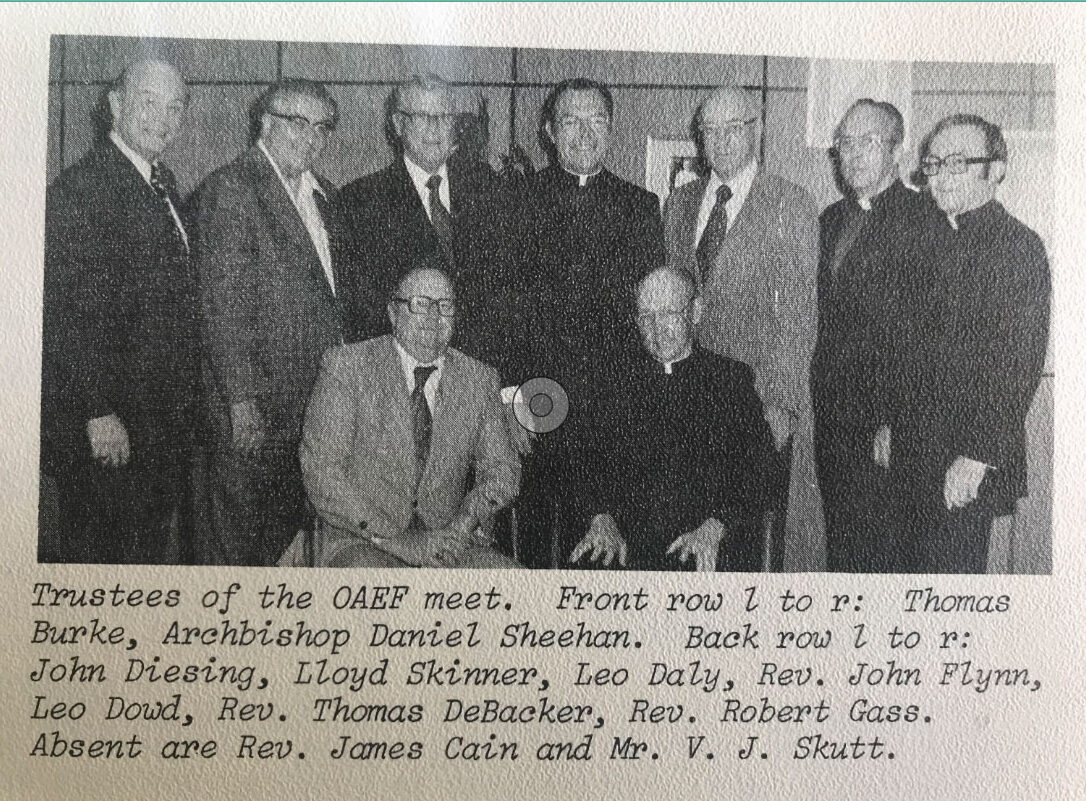 Trustees of the OAEF meet. Front row l to r: Thomas
Burke, Archbishop Daniel Sheehan. Back row l to r:
John Diesing, Lloyd Skinner, Leo Daly, Rev. John Flynn,
Leo Dowd, Rev. Thomas DeBacker, Rev. Robert Gass.
Absent are Rev. James Cain and Mr. V. J. Skutt.